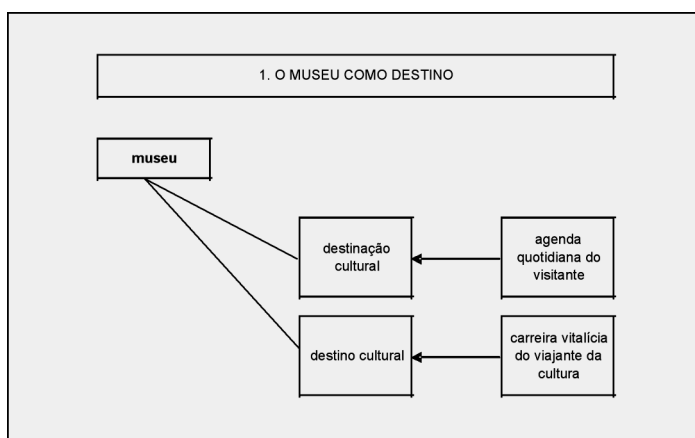 1. O MUSEU COMO DESTINO
museu
destinação
cultural
agenda
quotidiana do
visitante
destino cultural
carreira vitalícia
do viajante da
cultura